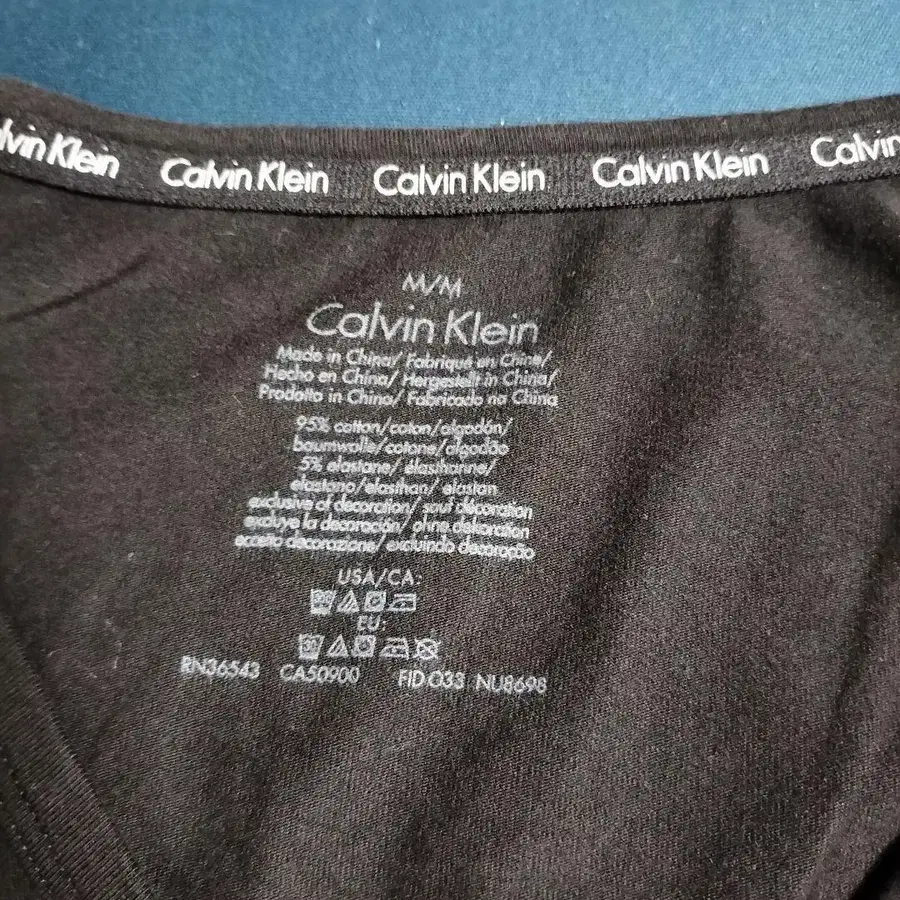 lvin Klein Calvin Klein Calvin Klein Calvin Klein Calvin
M/M
Calvin Klein
Made in China/ Fabriqué en Chine/
Hecho en China/ Hergestellt in China/
Prodotto in China/ Fabricado na China
95% cotton/coton/algodón/
baumwolle/cotone/algodão
5% elastane/ élasthanne/
elastano/elasthan/ elastan
exclusive of decoration/ sauf décoration
excluye la decoración/ ohne dekoration
eccetto decorazione/ excluindo decoração
USA/CA:
EU:
RN36543 CA50900 FID O33 NU8698